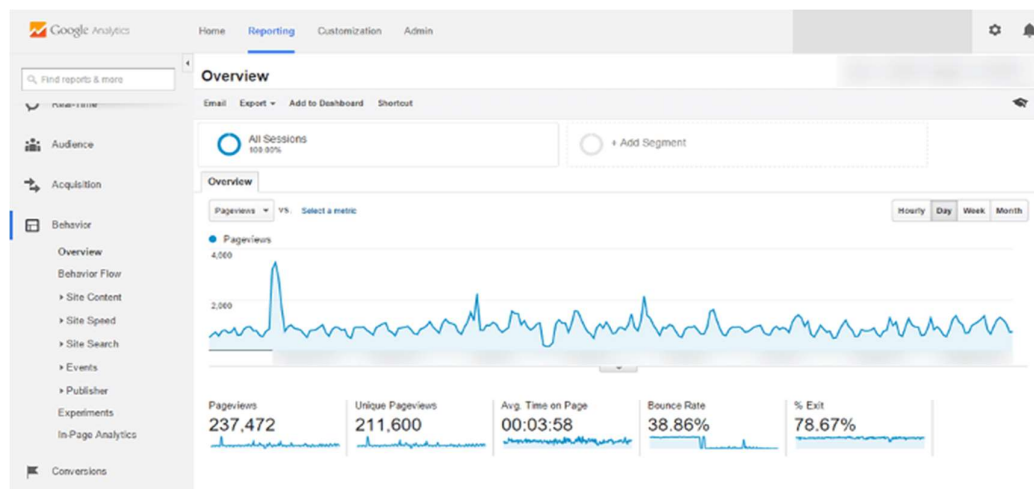 Google Analytics
Home Reporting Customization Admin
Find reports & more
Overview
Real-Time
Email Export Add to Dashboard Shortcut
All Sessions
100.00%
+ Add Segment
Audience
Acquisition
Overview
Pageviews VS. Select a metric
Hourly Day Week Month
Behavior
Pageviews
Overview
4,000
Behavior Flow
Site Content
2,000
Site Speed
Site Search
Events
Publisher
Experiments
In-Page Analytics
Conversions
Pageviews
237,472
Unique Pageviews
211,600
Avg. Time on Page
00:03:58
Bounce Rate
38.86%
% Exit
78.67%